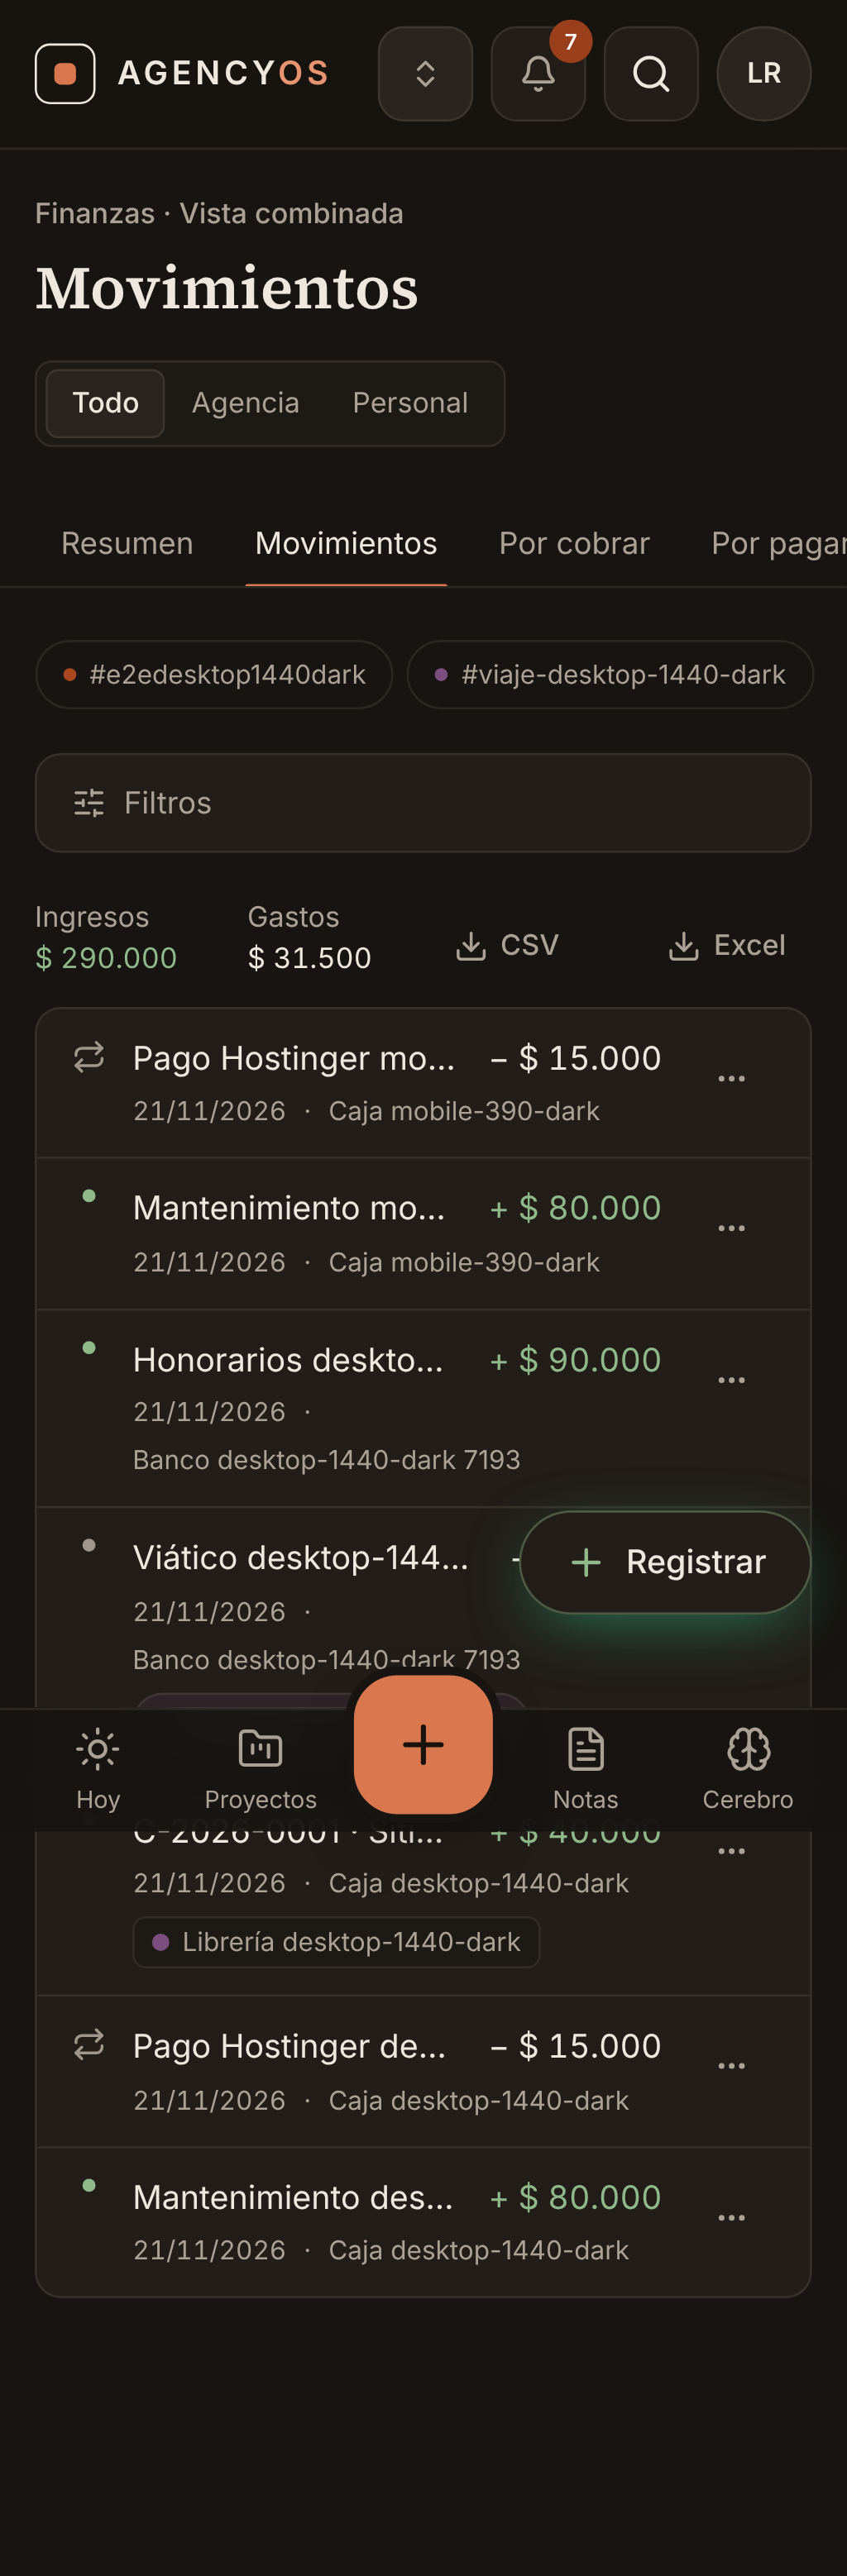 AGENCYOS
7
LR
Finanzas · Vista combinada
Movimientos
Todo Agencia Personal
Resumen Movimientos Por cobrar Por pagar
#e2edesktop1440dark #viaje-desktop-1440-dark
Filtros
Ingresos Gastos
$ 290.000 $ 31.500 CSV Excel
Pago Hostinger mo... − $ 15.000
21/11/2026 · Caja mobile-390-dark
Mantenimiento mo... + $ 80.000
21/11/2026 · Caja mobile-390-dark
Honorarios deskto... + $ 90.000
21/11/2026 ·
Banco desktop-1440-dark 7193
Viático desktop-144...
Registrar
21/11/2026 ·
Banco desktop-1440-dark 7193
Hoy Proyectos Notas Cerebro
C-2026-0001 · Siti... + $ 40.000
21/11/2026 · Caja desktop-1440-dark
Librería desktop-1440-dark
Pago Hostinger de... − $ 15.000
21/11/2026 · Caja desktop-1440-dark
Mantenimiento des... + $ 80.000
21/11/2026 · Caja desktop-1440-dark